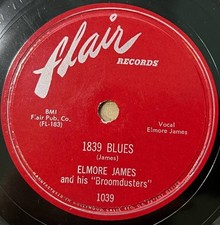 flair
RECORDS
BMI
Flair Pub. Co.
(FL-183)
Vocal
Elmore James
1839 BLUES
(James)
ELMORE JAMES
and his "Broomdusters"
1039